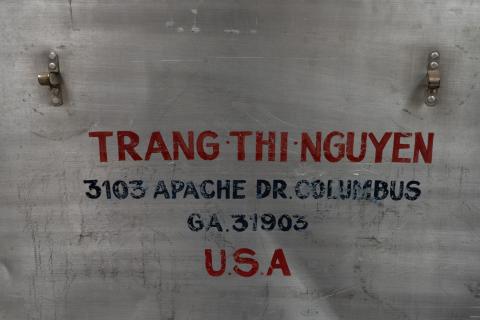 TRANG·THI·NGUYEN
3103 APACHE DR. COLUMBUS
GA. 31903
U.S.A